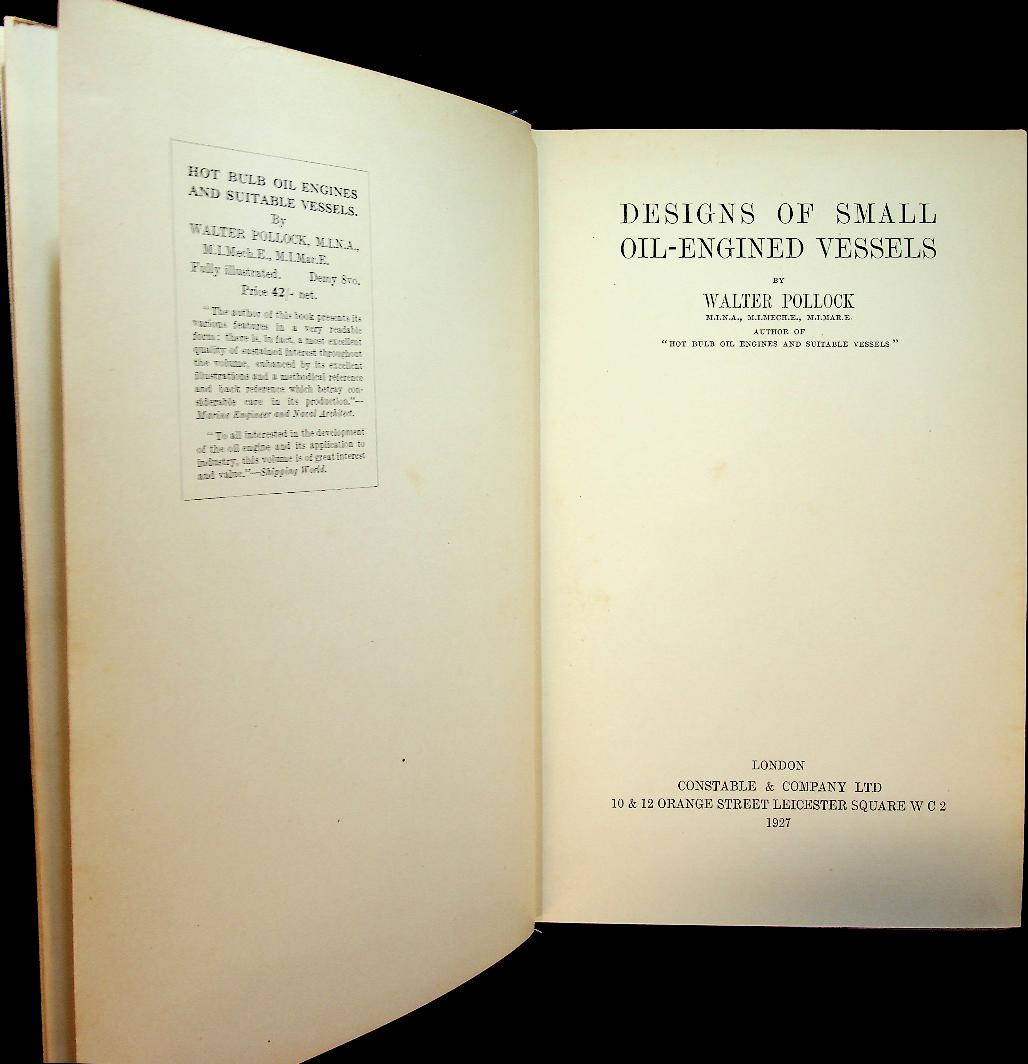 HOT BULB OIL ENGINES
AND SUITABLE VESSELS.
By
WALTER POLLOCK, M.I.N.A.,
M.I.Mech.E., M.I.Mar.E.
Fully illustrated. Demy 8vo.
Price 42/- net.
"The author of this book presents its
various features in a very readable
form: there is, in fact, a most excellent
quality of sustained interest throughout
the volume, enhanced by its excellent
illustrations and a methodical reference
and back reference which betray con-
siderable care in its production."—
Marine Engineer and Naval Architect.
"To all interested in the development
of the oil engine and its application to
industry, this volume is of great interest
and value."—Shipping World.
DESIGNS OF SMALL
OIL-ENGINED VESSELS
BY
WALTER POLLOCK
M.I.N.A., M.I.MECH.E., M.I.MAR.E.
AUTHOR OF
"HOT BULB OIL ENGINES AND SUITABLE VESSELS"
LONDON
CONSTABLE & COMPANY LTD
10 & 12 ORANGE STREET LEICESTER SQUARE W C 2
1927